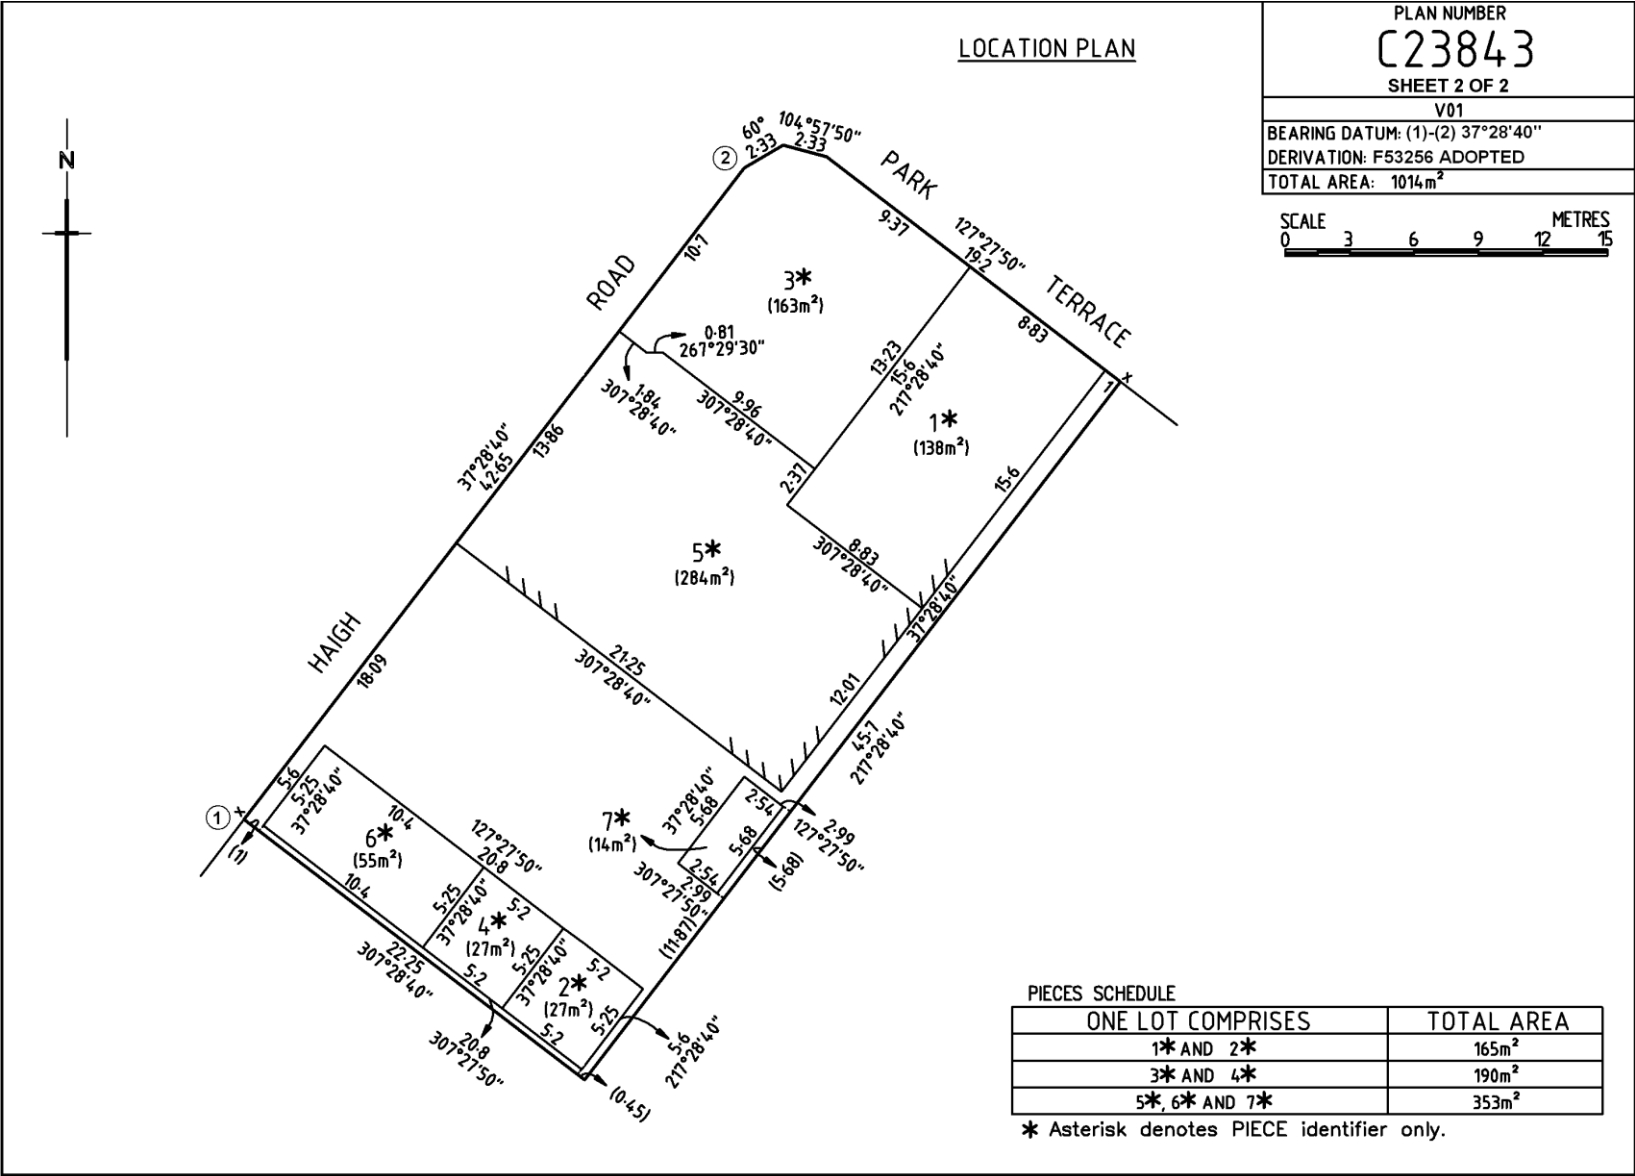 LOCATION PLAN
PLAN NUMBER
C23843
SHEET 2 OF 2
V01
BEARING DATUM: (1)-(2) 37°28'40''
DERIVATION: F53256 ADOPTED
TOTAL AREA: 1014m²
SCALE METRES
0 3 6 9 12 15
N
2
60°
2·33
104°57'50"
2·33
PARK
TERRACE
9·37
127°27'50"
19·2
8·83
10·7
ROAD
3✱
(163m²)
0·81
267°29'30"
1·84
307°28'40"
9·96
307°28'40"
13·23
15·6
217°28'40"
1✱
(138m²)
1
x
15·6
2·37
8·83
307°28'40"
37°28'40"
37°28'40"
42·65
13·86
5✱
(284m²)
HAIGH
18·09
21·25
307°28'40"
12·01
45·7
217°28'40"
1
x
5·6
5·25
37°28'40"
(1)
10·4
6✱
(55m²)
10·4
127°27'50"
20·8
5·25
37°28'40"
5·2
4✱
(27m²)
5·2
5·25
37°28'40"
5·2
2✱
(27m²)
5·2
5·25
22·25
307°28'40"
20·8
307°27'50"
7✱
(14m²)
37°28'40"
5·68
2·54
5·68
2·54
2·99
307°27'50"
2·99
127°27'50"
(5·68)
(11·87)
5·6
217°28'40"
(0·45)
PIECES SCHEDULE
ONE LOT COMPRISES TOTAL AREA
1✱ AND 2✱ 165m²
3✱ AND 4✱ 190m²
5✱, 6✱ AND 7✱ 353m²
✱ Asterisk denotes PIECE identifier only.